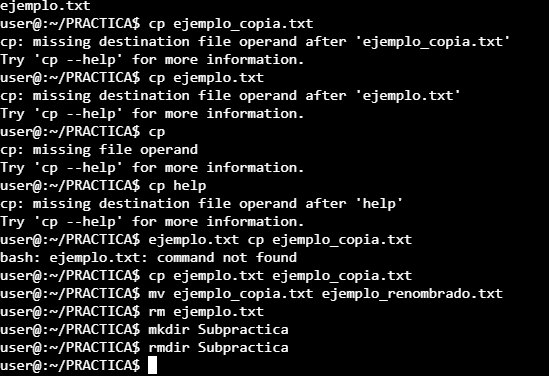 ejemplo.txt
user@:~/PRACTICA$ cp ejemplo_copia.txt
cp: missing destination file operand after 'ejemplo_copia.txt'
Try 'cp --help' for more information.
user@:~/PRACTICA$ cp ejemplo.txt
cp: missing destination file operand after 'ejemplo.txt'
Try 'cp --help' for more information.
user@:~/PRACTICA$ cp
cp: missing file operand
Try 'cp --help' for more information.
user@:~/PRACTICA$ cp help
cp: missing destination file operand after 'help'
Try 'cp --help' for more information.
user@:~/PRACTICA$ ejemplo.txt cp ejemplo_copia.txt
bash: ejemplo.txt: command not found
user@:~/PRACTICA$ cp ejemplo.txt ejemplo_copia.txt
user@:~/PRACTICA$ mv ejemplo_copia.txt ejemplo_renombrado.txt
user@:~/PRACTICA$ rm ejemplo.txt
user@:~/PRACTICA$ mkdir Subpractica
user@:~/PRACTICA$ rmdir Subpractica
user@:~/PRACTICA$